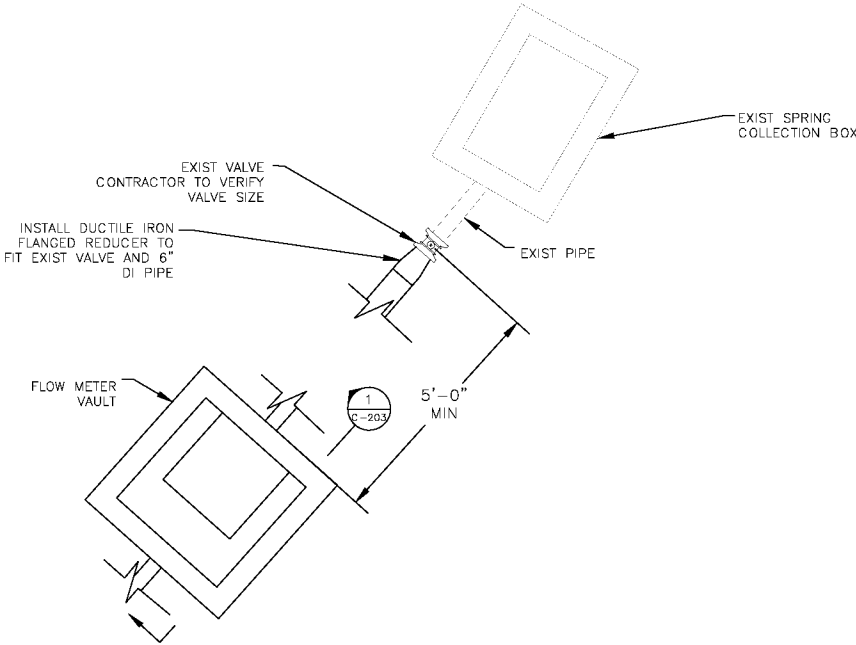 EXIST SPRING
COLLECTION BOX
EXIST VALVE
CONTRACTOR TO VERIFY
VALVE SIZE
INSTALL DUCTILE IRON
FLANGED REDUCER TO
FIT EXIST VALVE AND 6"
DI PIPE
EXIST PIPE
FLOW METER
VAULT
1
C-203
5'-0"
MIN